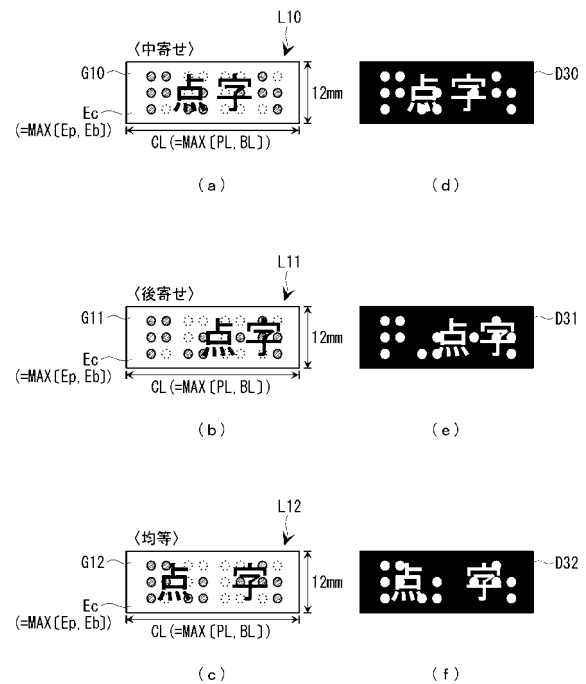 L10
〈中寄せ〉
G10
点字
12mm
Ec
(=MAX[Ep, Eb])
CL(=MAX[PL, BL])
(a)
点字
D30
(d)
L11
〈後寄せ〉
G11
点字
12mm
Ec
(=MAX[Ep, Eb])
CL(=MAX[PL, BL])
(b)
点字
D31
(e)
L12
〈均等〉
G12
点字
12mm
Ec
(=MAX[Ep, Eb])
CL(=MAX[PL, BL])
(c)
点字
D32
(f)